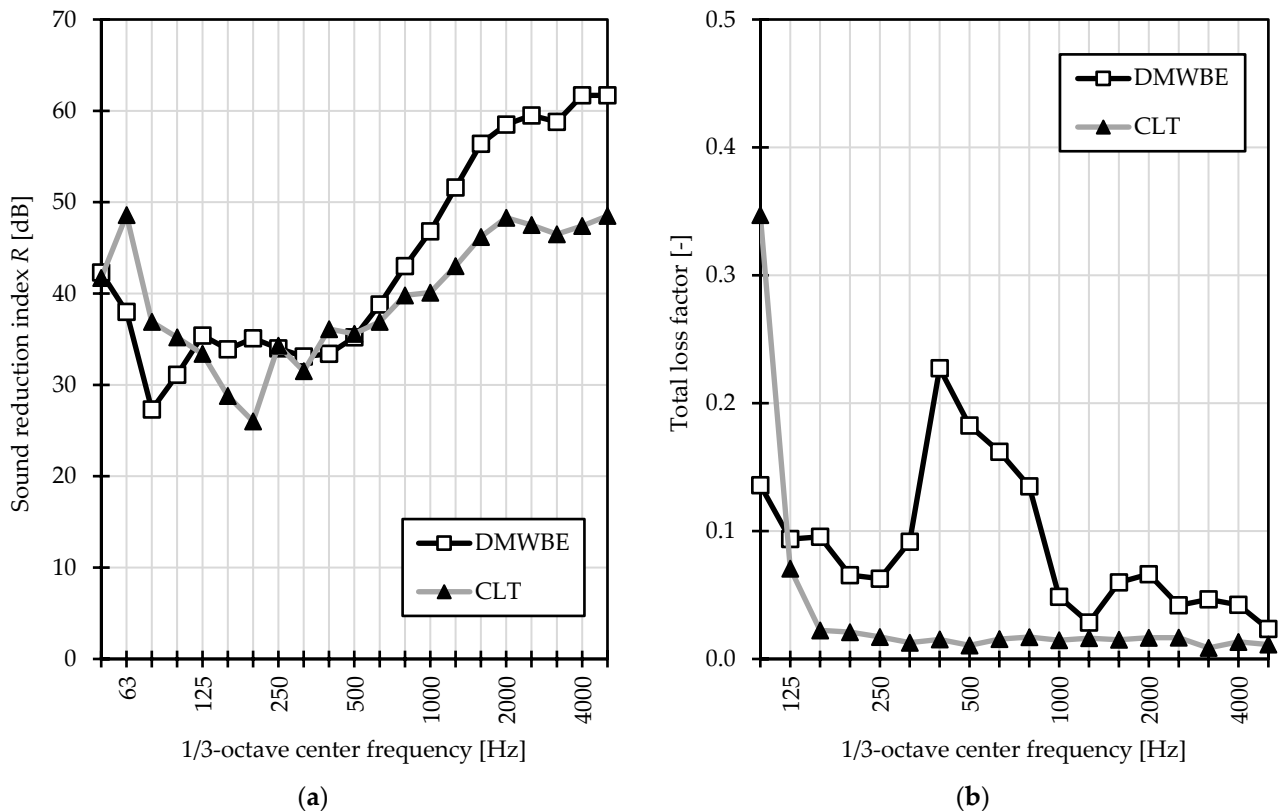 70
60
50
40
30
20
10
0
Sound reduction index R [dB]
DMWBE
CLT
63
125
250
500
1000
2000
4000
1/3-octave center frequency [Hz]
(a)
0.5
0.4
0.3
0.2
0.1
0.0
Total loss factor [-]
DMWBE
CLT
125
250
500
1000
2000
4000
1/3-octave center frequency [Hz]
(b)